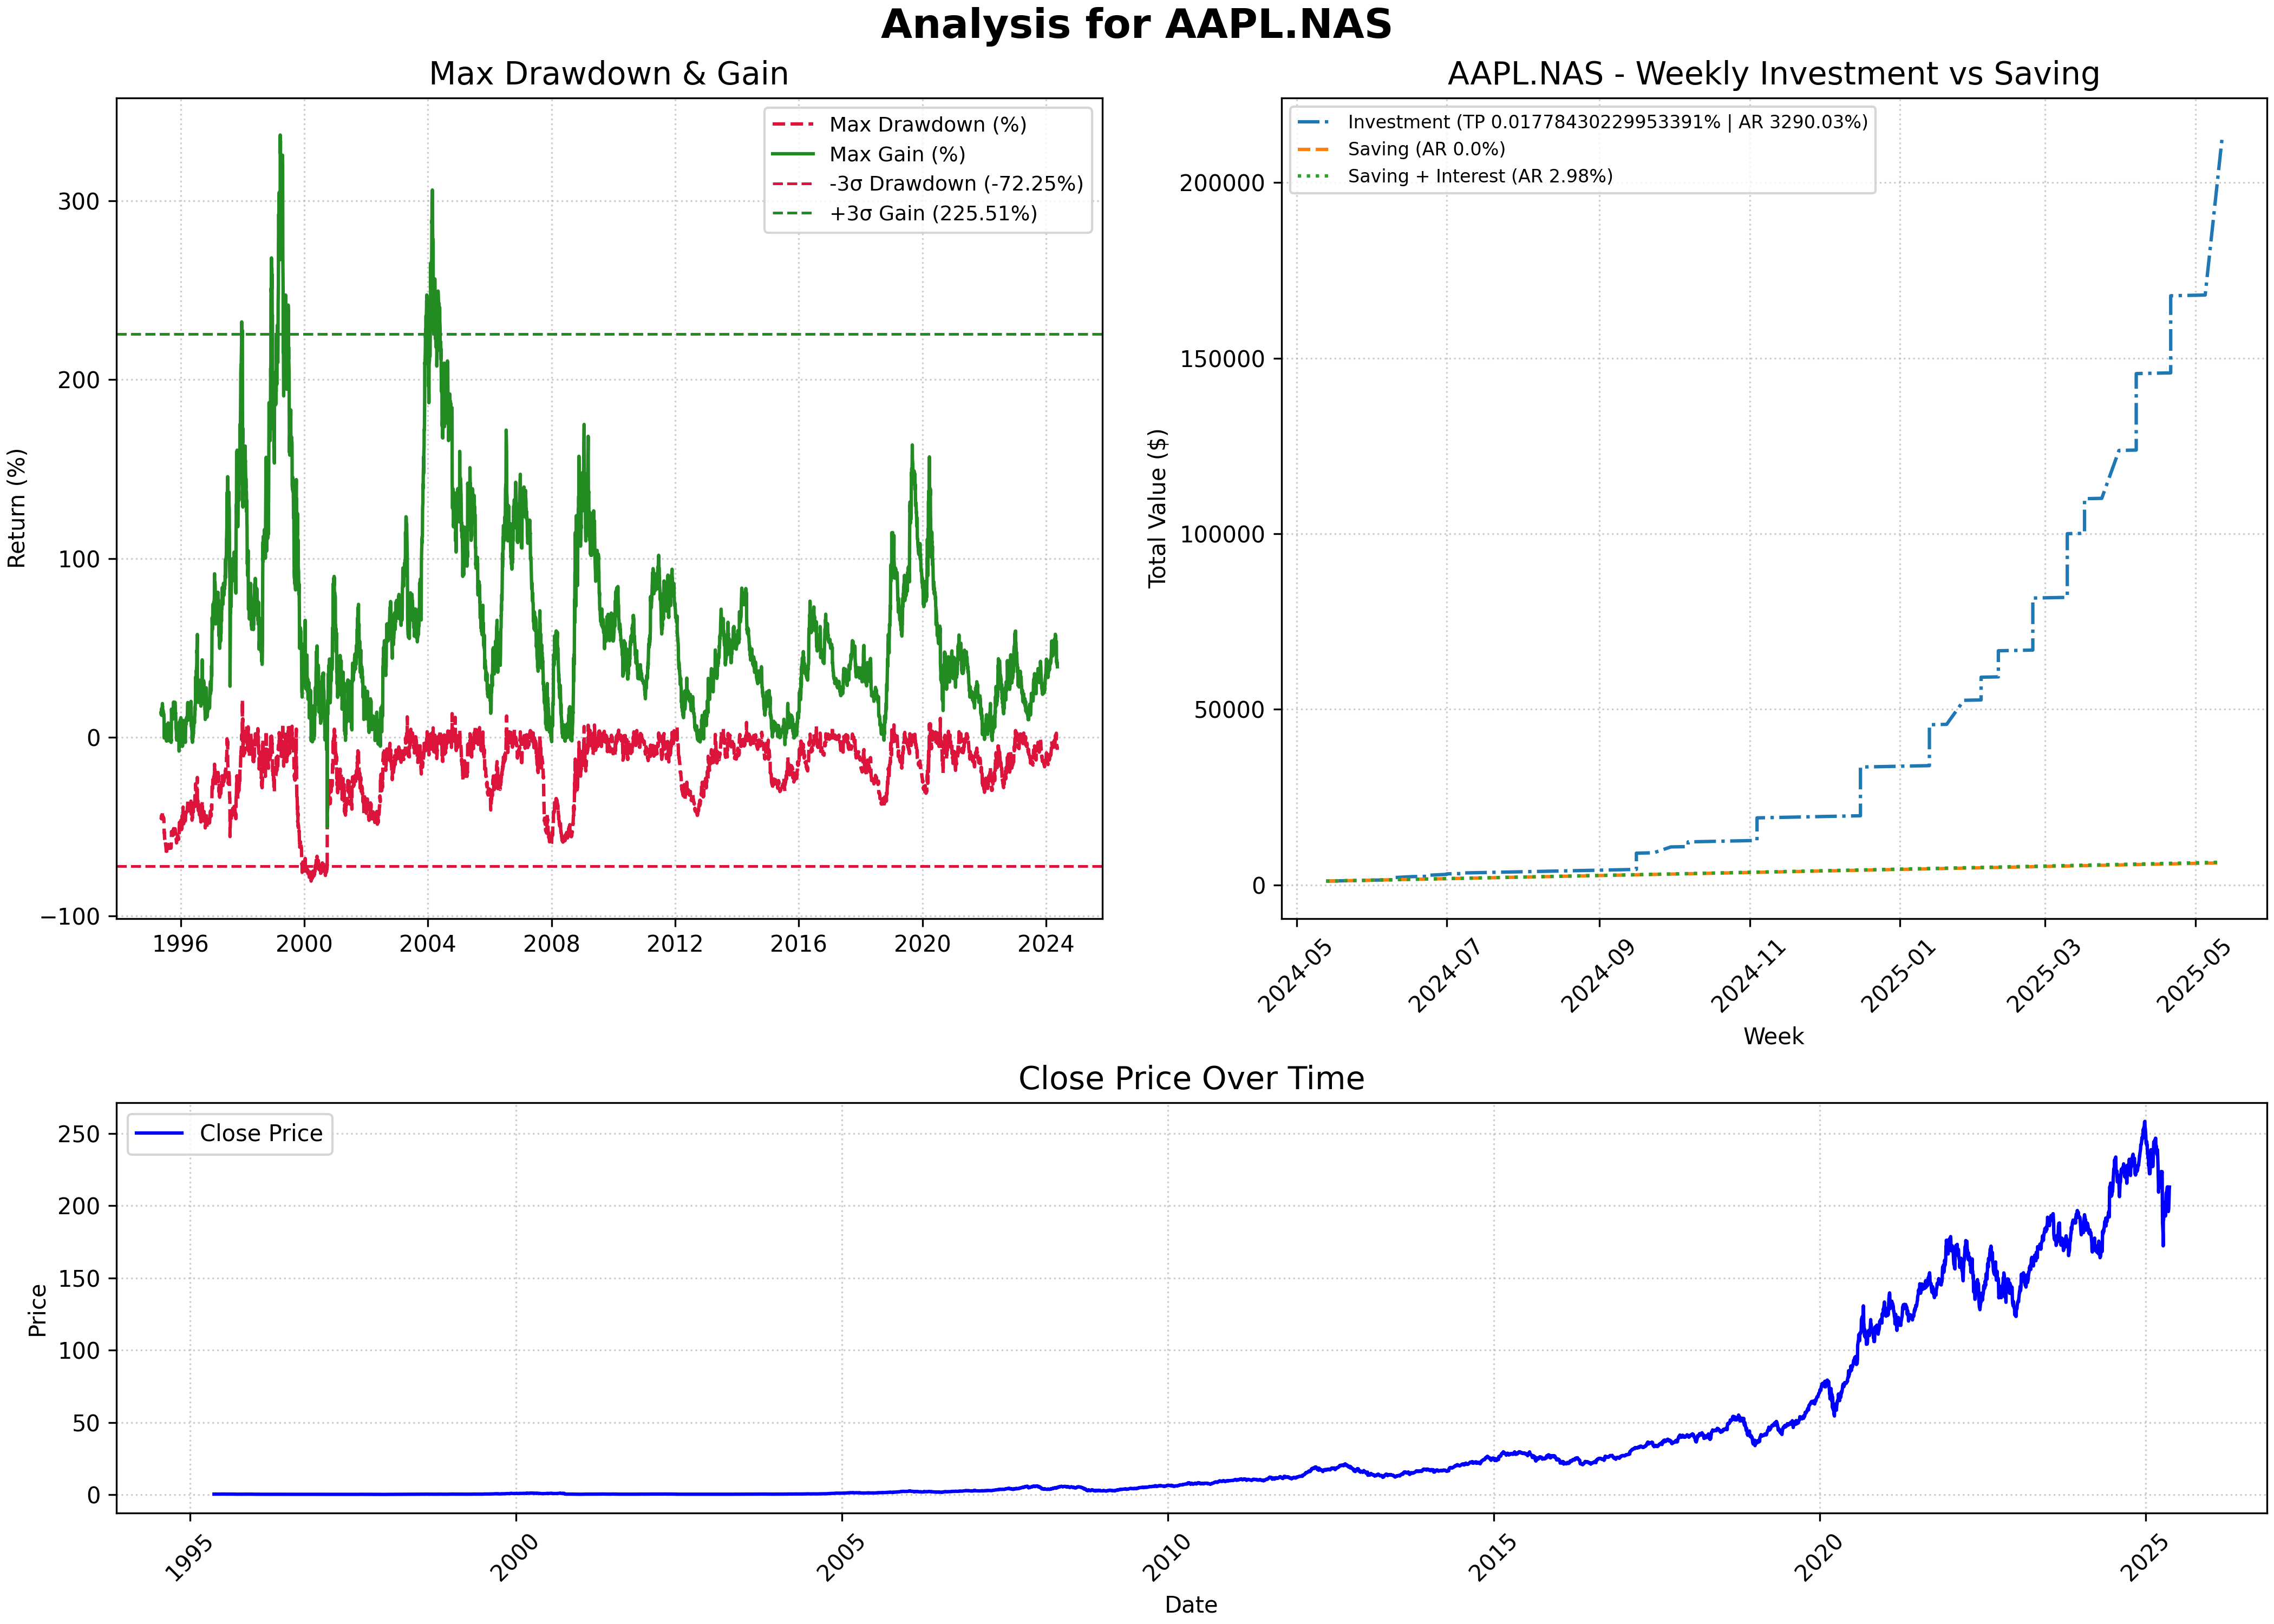 Analysis for AAPL.NAS
Max Drawdown & Gain
Return (%)
300
200
100
0
−100
1996
2000
2004
2008
2012
2016
2020
2024
Max Drawdown (%)
Max Gain (%)
-3σ Drawdown (-72.25%)
+3σ Gain (225.51%)
AAPL.NAS - Weekly Investment vs Saving
Total Value ($)
200000
150000
100000
50000
0
Investment (TP 0.01778430229953391% | AR 3290.03%)
Saving (AR 0.0%)
Saving + Interest (AR 2.98%)
2024-05
2024-07
2024-09
2024-11
2025-01
2025-03
2025-05
Week
Close Price Over Time
Price
250
200
150
100
50
0
Close Price
1995
2000
2005
2010
2015
2020
2025
Date